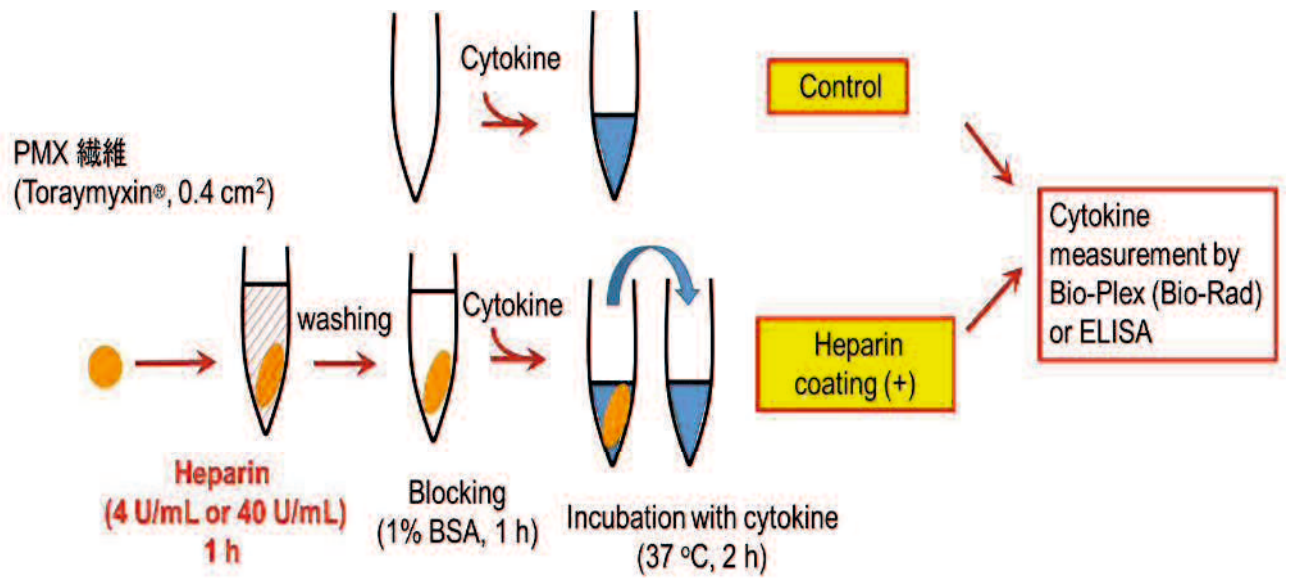 Cytokine
Control
PMX 繊維
(Toraymyxin®, 0.4 cm²)
Cytokine
measurement by
Bio-Plex (Bio-Rad)
or ELISA
washing
Cytokine
Heparin
coating (+)
Heparin
(4 U/mL or 40 U/mL)
1 h
Blocking
(1% BSA, 1 h)
Incubation with cytokine
(37 °C, 2 h)